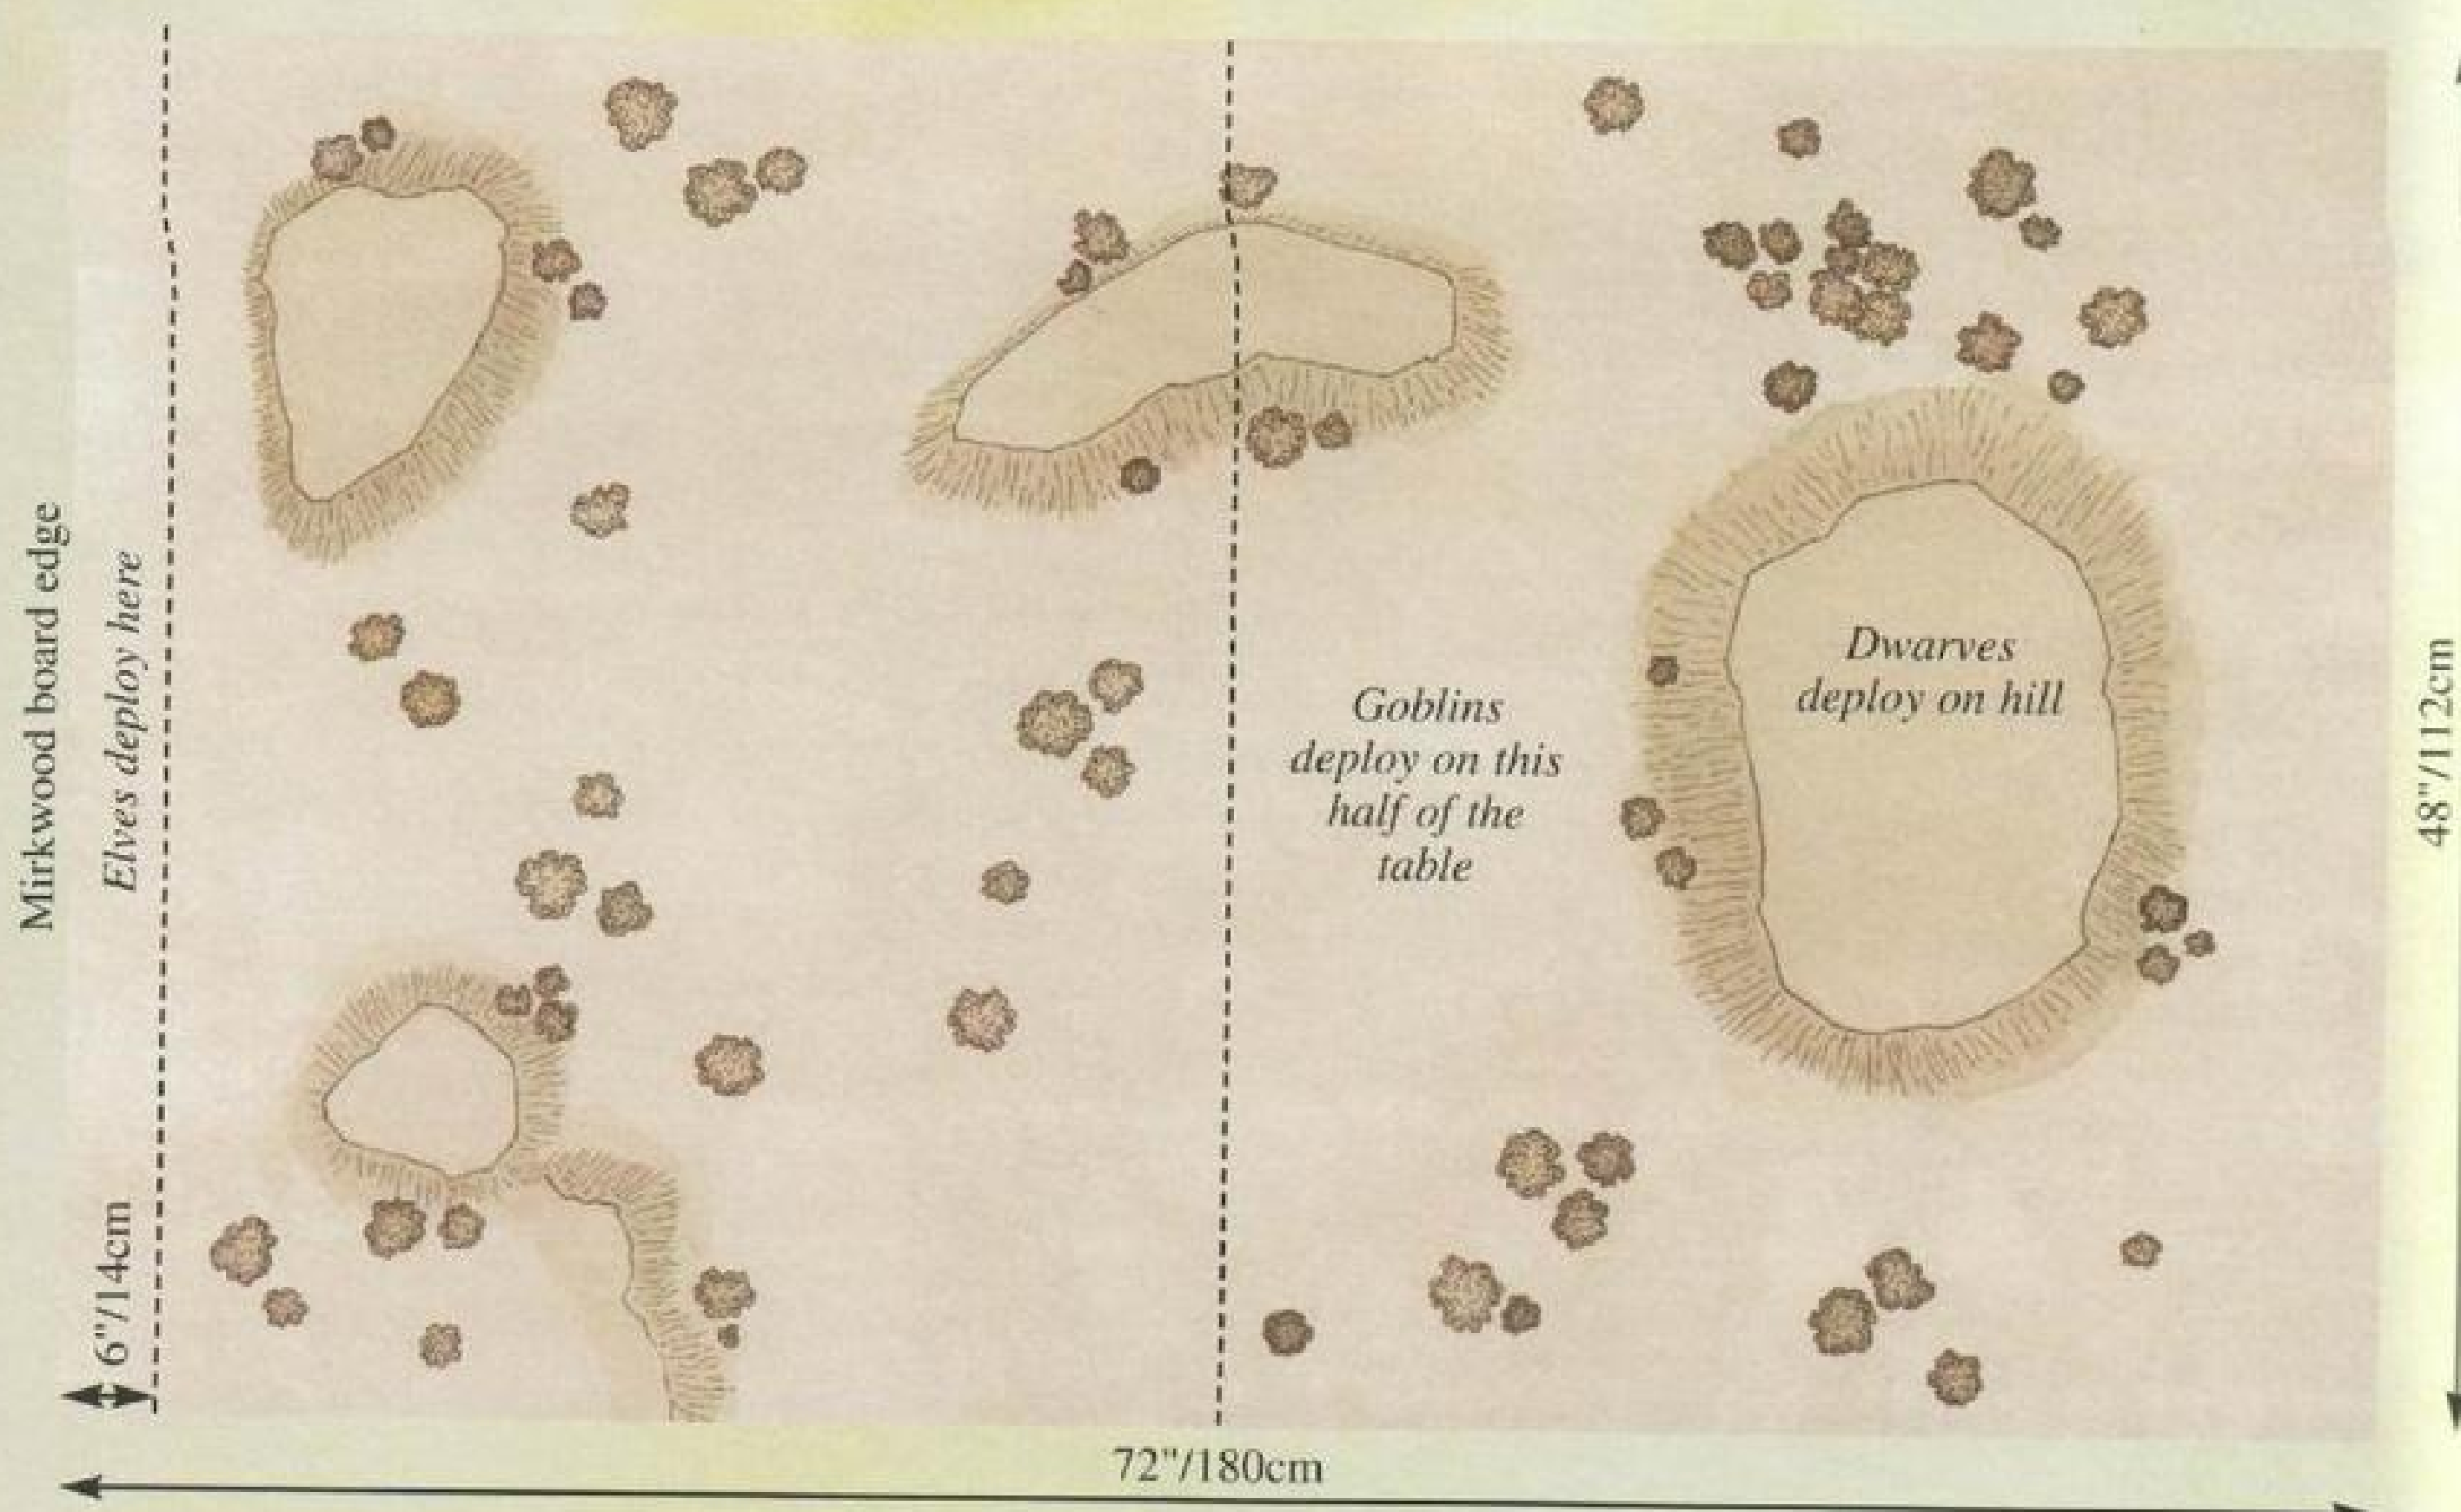 Mirkwood board edge
Elves deploy here
6"/14cm
Goblins
deploy on this
half of the
table
Dwarves
deploy on hill
48"/112cm
72"/180cm